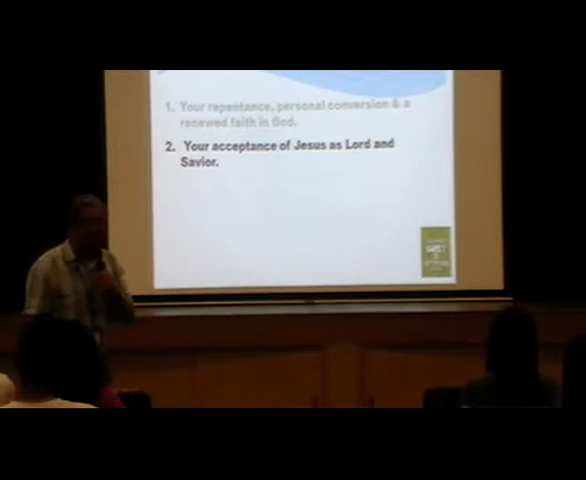 1. Your repentance, personal conversion & a
renewed faith in God.
2. Your acceptance of Jesus as Lord and
Savior.